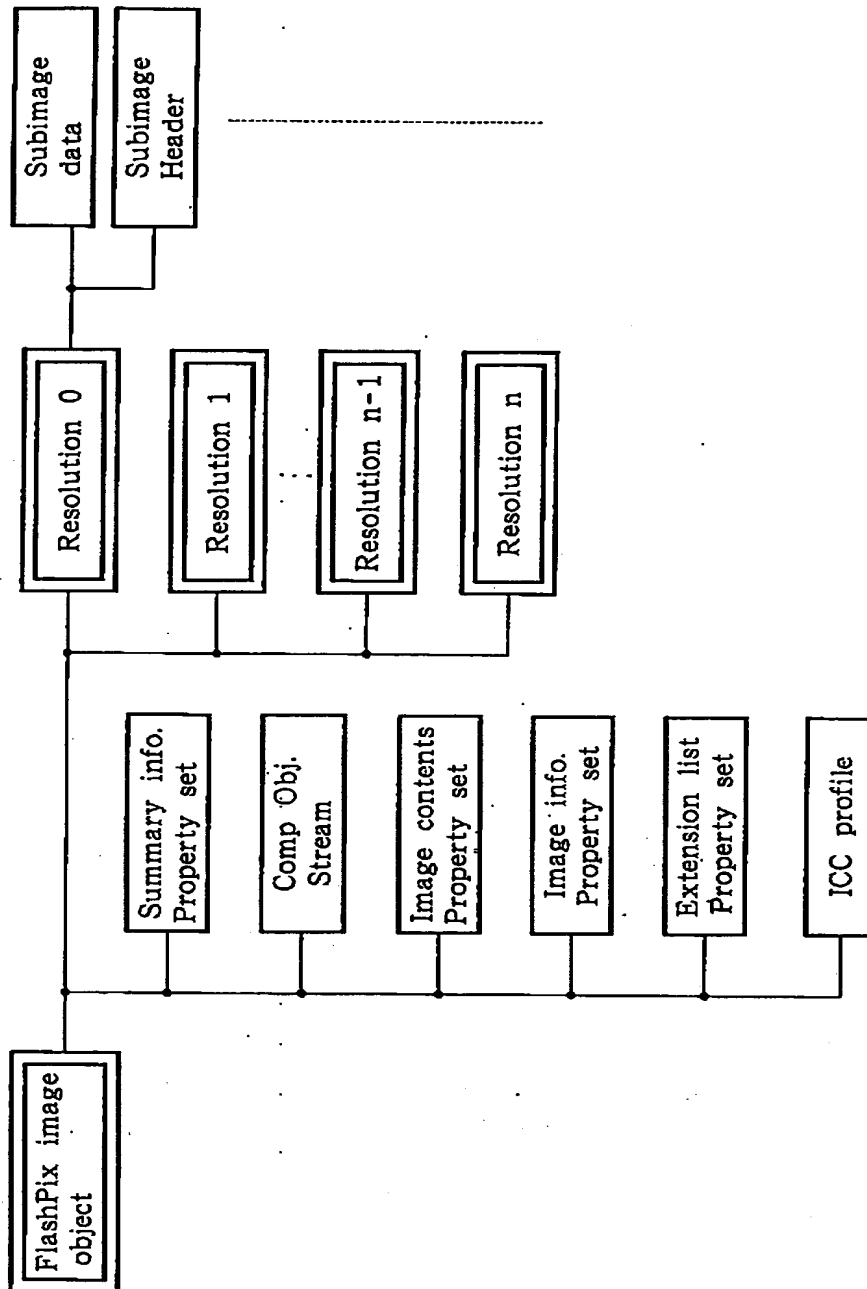 FlashPix image
object
Summary info.
Property set
Comp Obj.
Stream
Image contents
Property set
Image info.
Property set
Extension list
Property set
ICC profile
Resolution 0
Resolution 1
Resolution n-1
Resolution n
Subimage
data
Subimage
Header